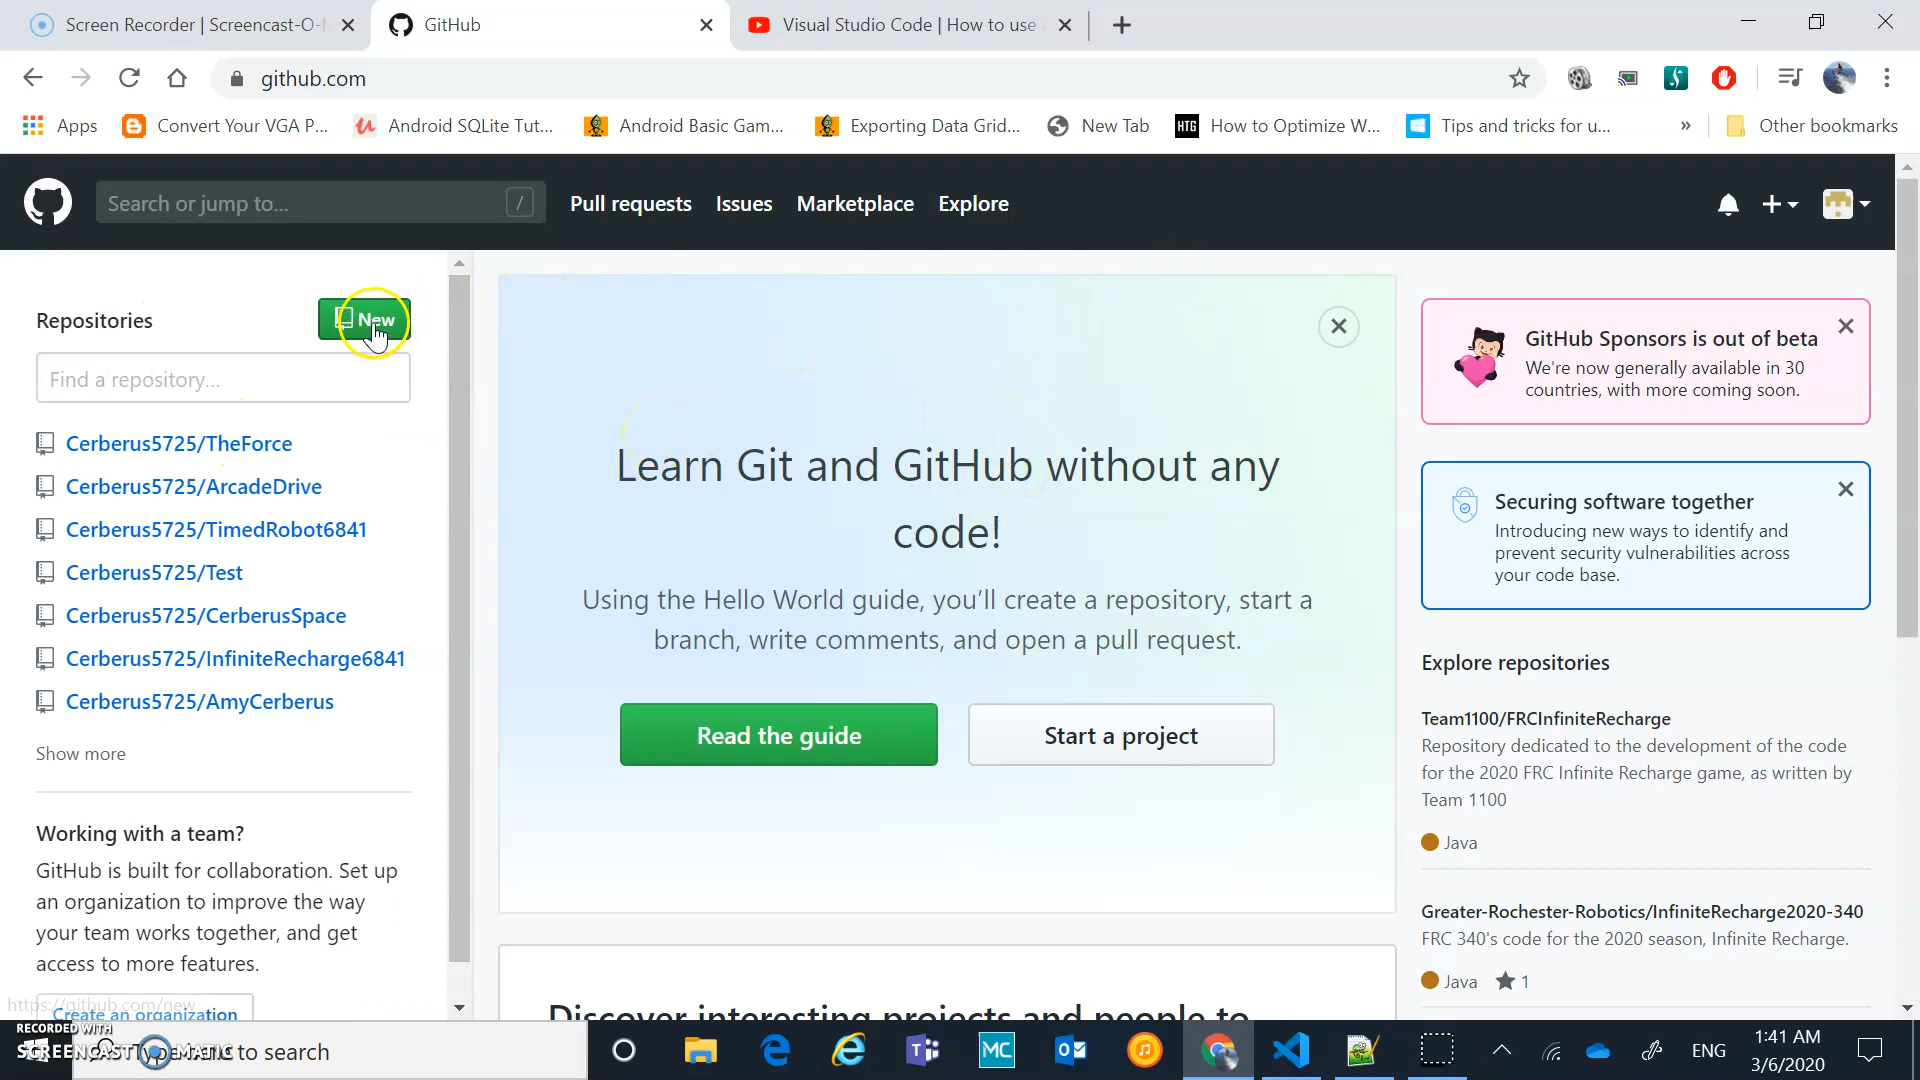 Screen Recorder | Screencast-O-
GitHub
Visual Studio Code | How to use
github.com
Apps
Convert Your VGA P...
Android SQLite Tut...
Android Basic Gam...
Exporting Data Grid...
New Tab
HTG
How to Optimize W...
Tips and tricks for u...
»
Other bookmarks
Search or jump to...
/
Pull requests
Issues
Marketplace
Explore
Repositories
New
Find a repository...
Cerberus5725/TheForce
Cerberus5725/ArcadeDrive
Cerberus5725/TimedRobot6841
Cerberus5725/Test
Cerberus5725/CerberusSpace
Cerberus5725/InfiniteRecharge6841
Cerberus5725/AmyCerberus
Show more
Working with a team?
GitHub is built for collaboration. Set up
an organization to improve the way
your team works together, and get
access to more features.
Create an organization
https://github.com/new
Learn Git and GitHub without any
code!
Using the Hello World guide, you’ll create a repository, start a
branch, write comments, and open a pull request.
Read the guide
Start a project
Discover interesting projects and people to
GitHub Sponsors is out of beta
We're now generally available in 30
countries, with more coming soon.
Securing software together
Introducing new ways to identify and
prevent security vulnerabilities across
your code base.
Explore repositories
Team1100/FRCInfiniteRecharge
Repository dedicated to the development of the code
for the 2020 FRC Infinite Recharge game, as written by
Team 1100
Java
Greater-Rochester-Robotics/InfiniteRecharge2020-340
FRC 340's code for the 2020 season, Infinite Recharge.
Java
1
RECORDED WITH
SCREENCAST MATIC
Type here to search
MC
ENG
1:41 AM
3/6/2020